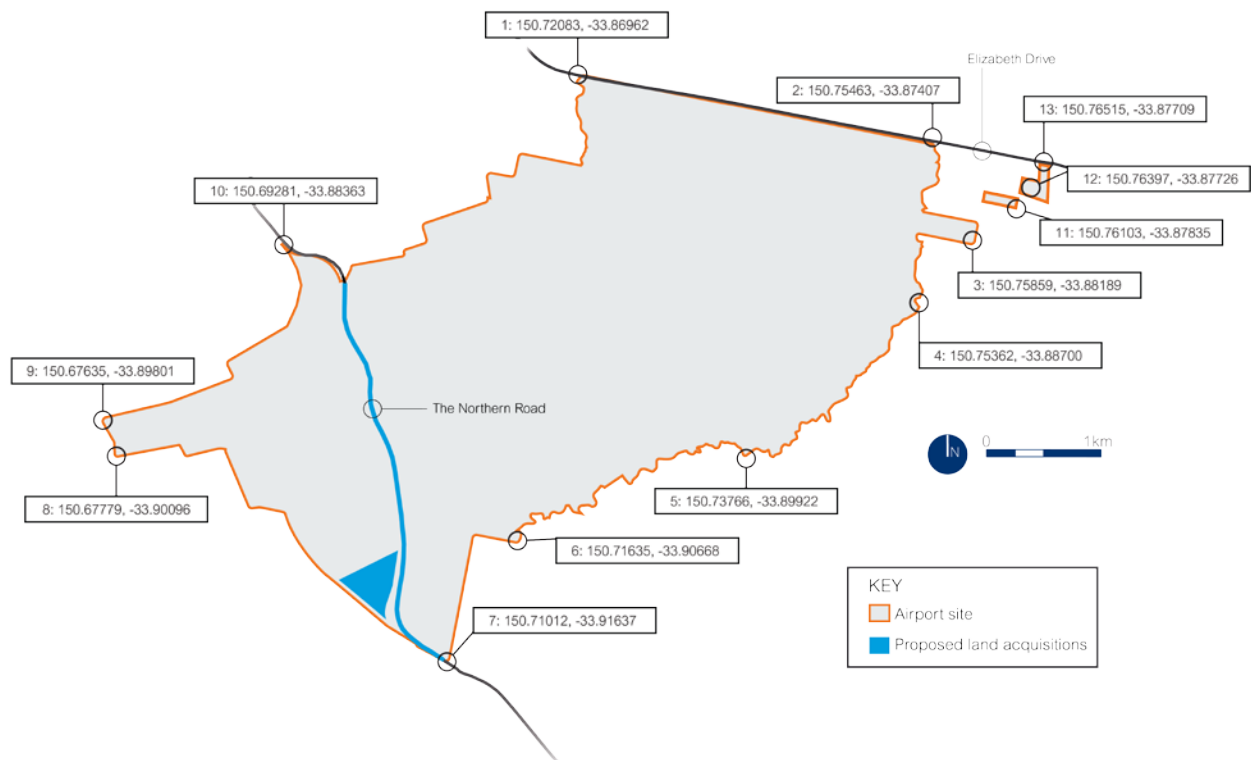 1: 150.72083, -33.86962
Elizabeth Drive
2: 150.75463, -33.87407
13: 150.76515, -33.87709
12: 150.76397, -33.87726
10: 150.69281, -33.88363
11: 150.76103, -33.87835
3: 150.75859, -33.88189
4: 150.75362, -33.88700
9: 150.67635, -33.89801
The Northern Road
N
0
1km
8: 150.67779, -33.90096
5: 150.73766, -33.89922
6: 150.71635, -33.90668
KEY
Airport site
7: 150.71012, -33.91637
Proposed land acquisitions